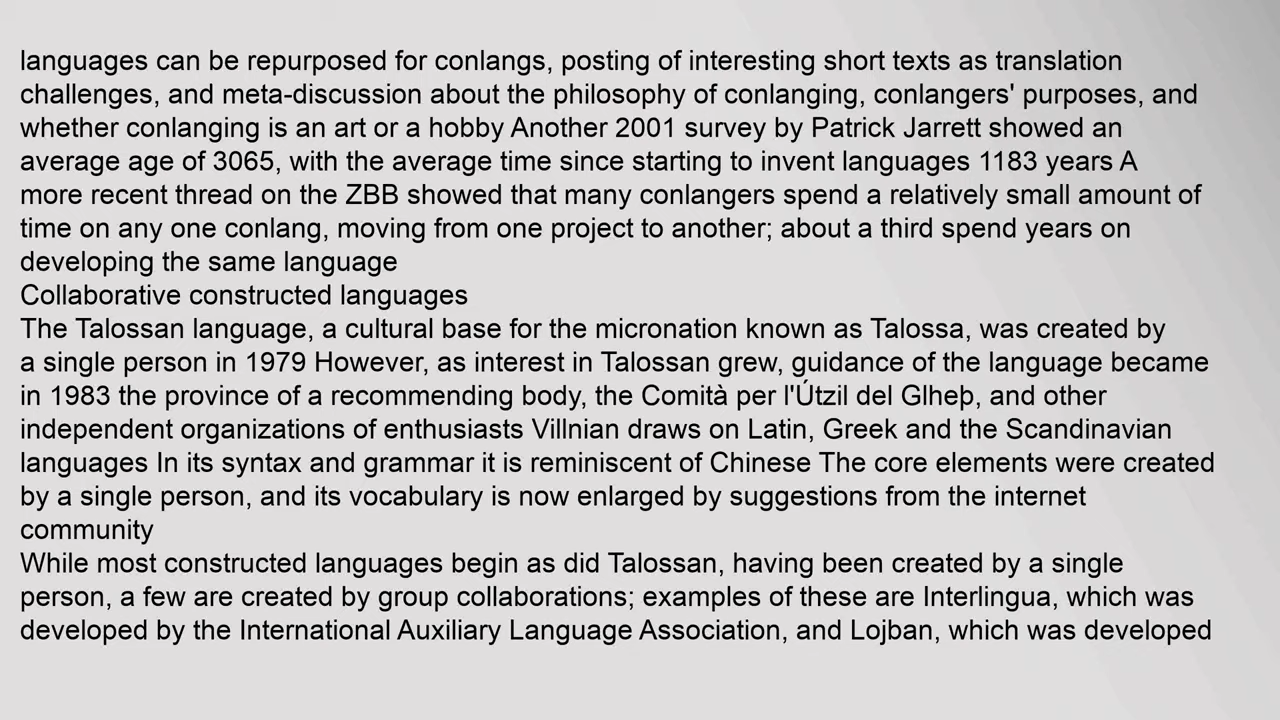 languages can be repurposed for conlangs, posting of interesting short texts as translation
challenges, and meta-discussion about the philosophy of conlanging, conlangers' purposes, and
whether conlanging is an art or a hobby Another 2001 survey by Patrick Jarrett showed an
average age of 3065, with the average time since starting to invent languages 1183 years A
more recent thread on the ZBB showed that many conlangers spend a relatively small amount of
time on any one conlang, moving from one project to another; about a third spend years on
developing the same language
Collaborative constructed languages
The Talossan language, a cultural base for the micronation known as Talossa, was created by
a single person in 1979 However, as interest in Talossan grew, guidance of the language became
in 1983 the province of a recommending body, the Comità per l'Útzil del Glheþ, and other
independent organizations of enthusiasts Villnian draws on Latin, Greek and the Scandinavian
languages In its syntax and grammar it is reminiscent of Chinese The core elements were created
by a single person, and its vocabulary is now enlarged by suggestions from the internet
community
While most constructed languages begin as did Talossan, having been created by a single
person, a few are created by group collaborations; examples of these are Interlingua, which was
developed by the International Auxiliary Language Association, and Lojban, which was developed